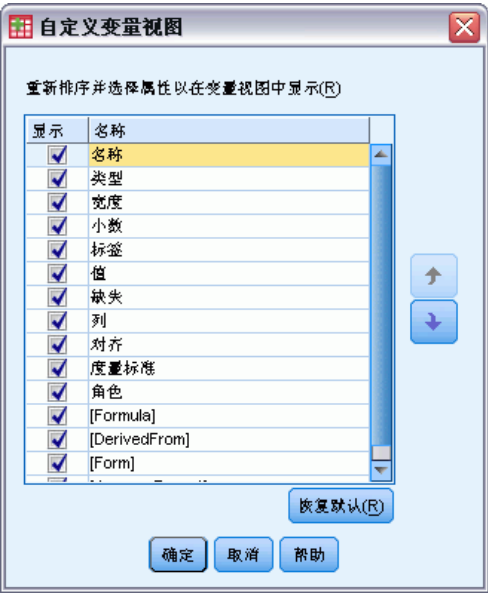 自定义变量视图
重新排序并选择属性以在变量视图中显示(R)
显示 名称
名称
类型
宽度
小数
标签
值
缺失
列
对齐
度量标准
角色
[Formula]
[DerivedFrom]
[Form]
恢复默认(R)
确定 取消 帮助